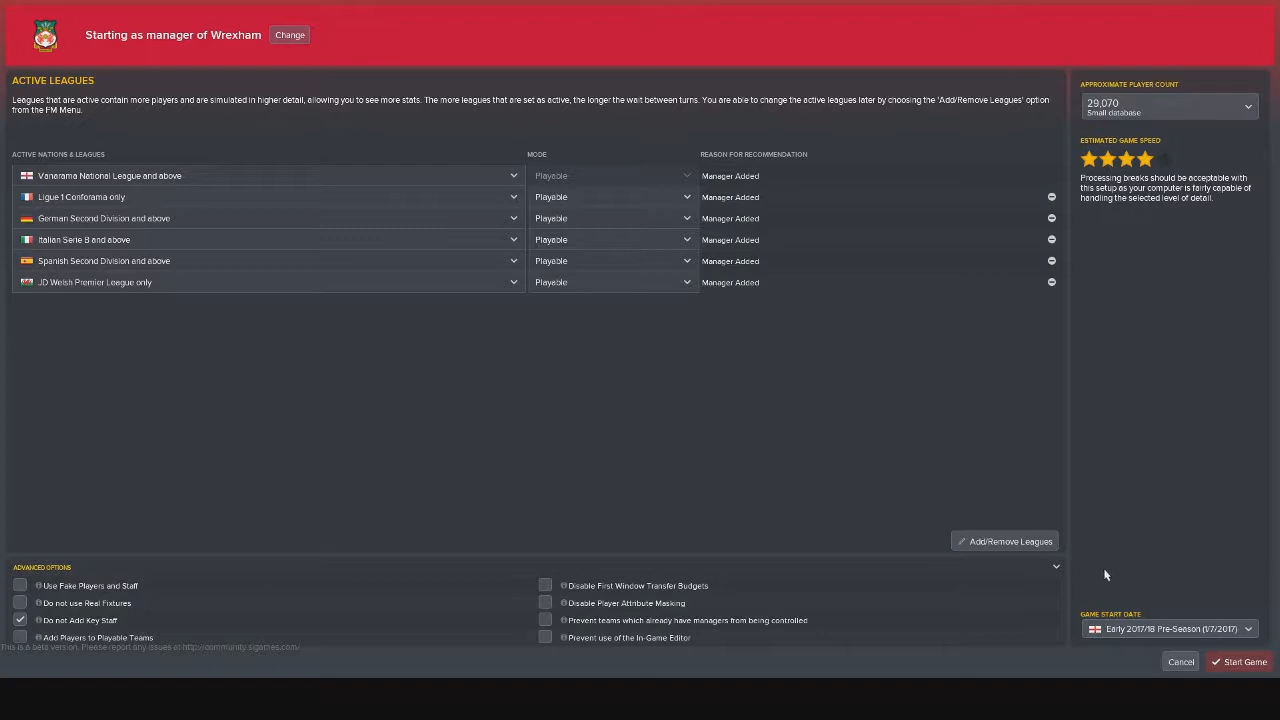 Starting as manager of Wrexham
Change
ACTIVE LEAGUES
Leagues that are active contain more players and are simulated in higher detail, allowing you to see more stats. The more leagues that are set as active, the longer the wait between turns. You are able to change the active leagues later by choosing the 'Add/Remove Leagues' option
from the FM Menu.
ACTIVE NATIONS & LEAGUES MODE REASON FOR RECOMMENDATION
Vanarama National League and above Playable Manager Added
Ligue 1 Conforama only Playable Manager Added
German Second Division and above Playable Manager Added
Italian Serie B and above Playable Manager Added
Spanish Second Division and above Playable Manager Added
JD Welsh Premier League only Playable Manager Added
Add/Remove Leagues
APPROXIMATE PLAYER COUNT
29,070
Small database
ESTIMATED GAME SPEED
Processing breaks should be acceptable with
this setup as your computer is fairly capable of
handling the selected level of detail.
ADVANCED OPTIONS
Use Fake Players and Staff
Do not use Real Fixtures
Do not Add Key Staff
Add Players to Playable Teams
Disable First Window Transfer Budgets
Disable Player Attribute Masking
Prevent teams which already have managers from being controlled
Prevent use of the In-Game Editor
GAME START DATE
Early 2017/18 Pre-Season (1/7/2017)
This is a beta version. Please report any issues at http://community.sigames.com/
Cancel
Start Game